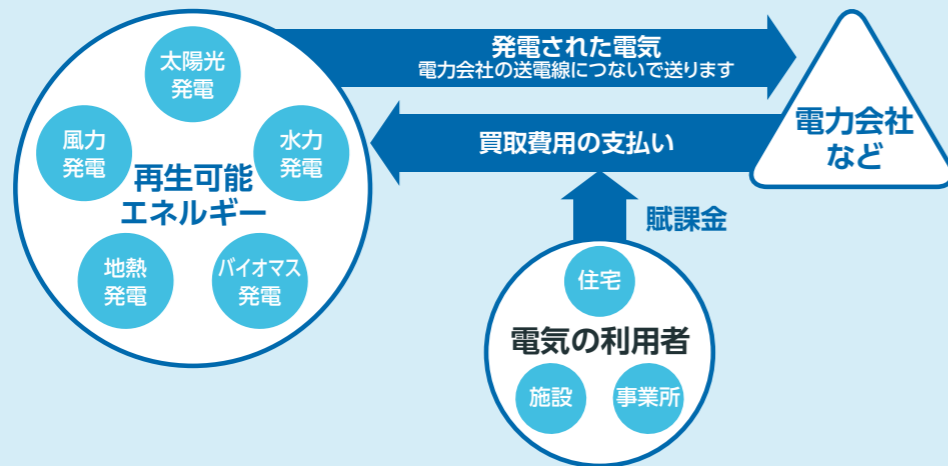 太陽光
発電
風力
発電
水力
発電
再生可能
エネルギー
地熱
発電
バイオマス
発電
発電された電気
電力会社の送電線につないで送ります
買取費用の支払い
電力会社
など
賦課金
住宅
電気の利用者
施設
事業所